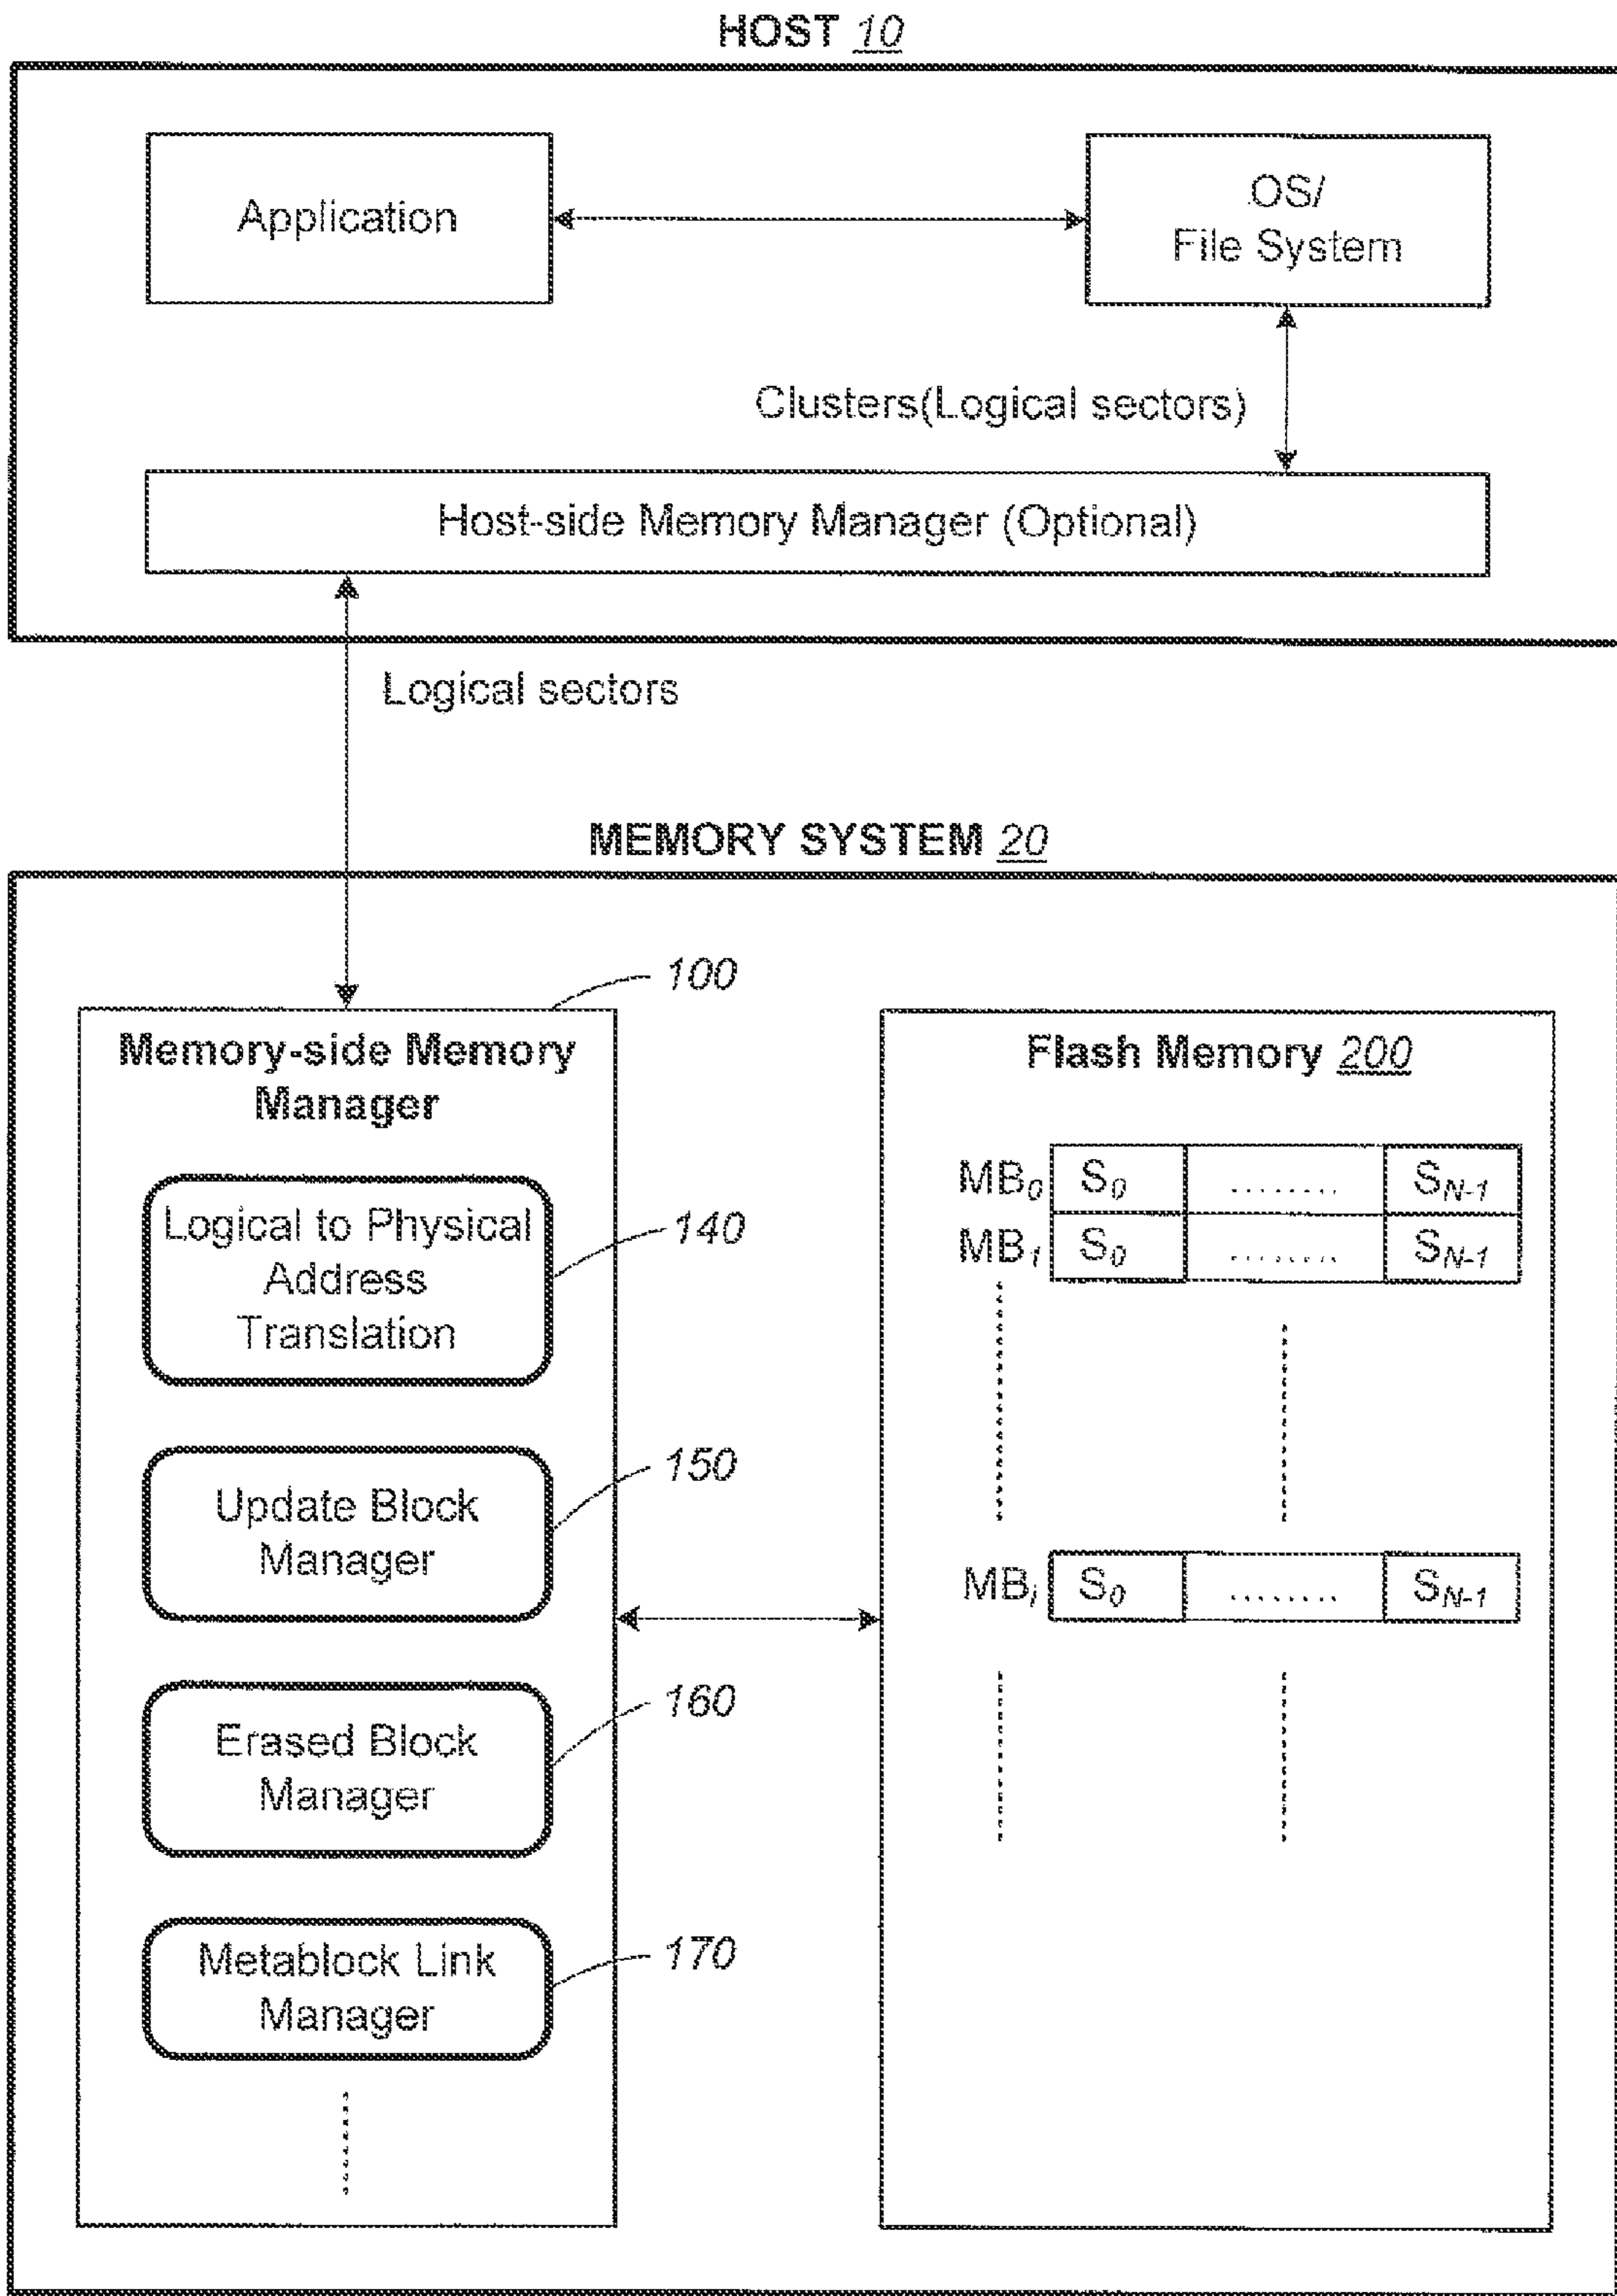 HOST 10
Application
OS/
File System
Clusters(Logical sectors)
Host-side Memory Manager (Optional)
Logical sectors
MEMORY SYSTEM 20
100
Memory-side Memory
Manager
Logical to Physical
Address
Translation
140
Update Block
Manager
150
Erased Block
Manager
160
Metablock Link
Manager
170
Flash Memory 200
MB0 S0 ........ SN-1
MB1 S0 ........ SN-1
MBj S0 ........ SN-1